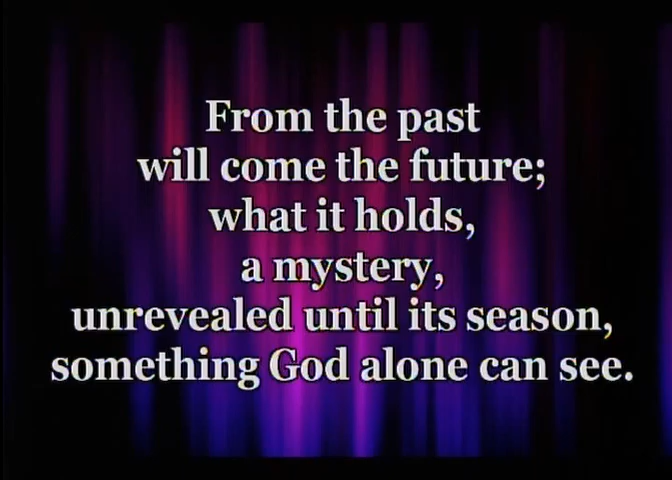 From the past
will come the future;
what it holds,
a mystery,
unrevealed until its season,
something God alone can see.